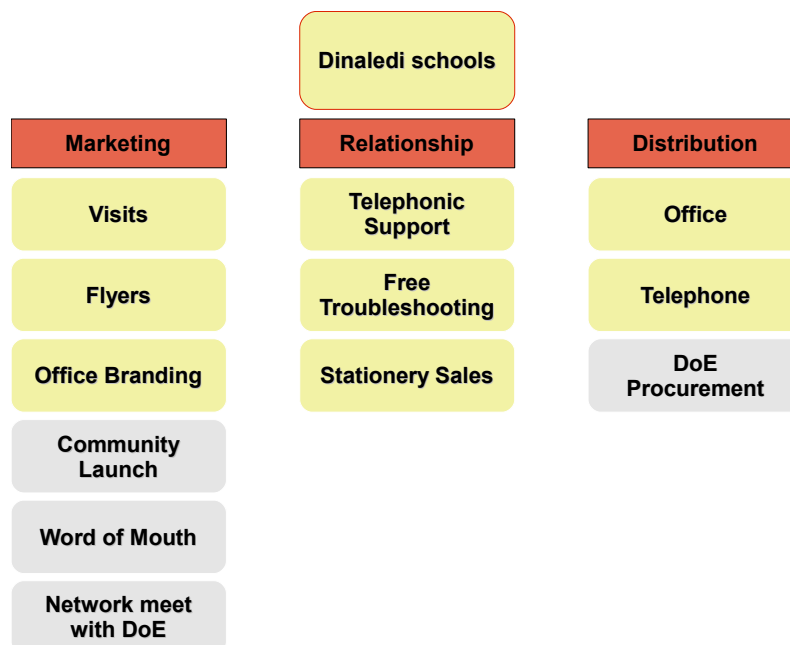 Dinaledi schools
Marketing
Visits
Flyers
Office Branding
Community
Launch
Word of Mouth
Network meet
with DoE
Relationship
Telephonic
Support
Free
Troubleshooting
Stationery Sales
Distribution
Office
Telephone
DoE
Procurement